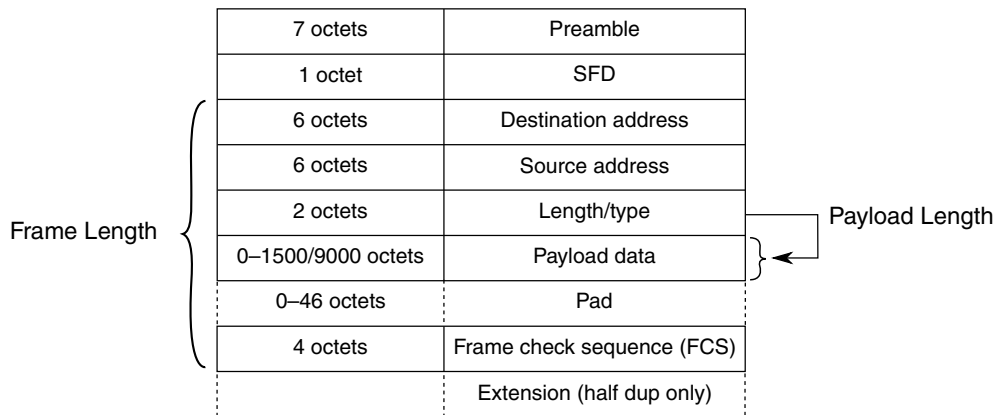 7 octets Preamble
1 octet SFD
6 octets Destination address
6 octets Source address
Frame Length
2 octets Length/type
Payload Length
0–1500/9000 octets Payload data
0–46 octets Pad
4 octets Frame check sequence (FCS)
Extension (half dup only)